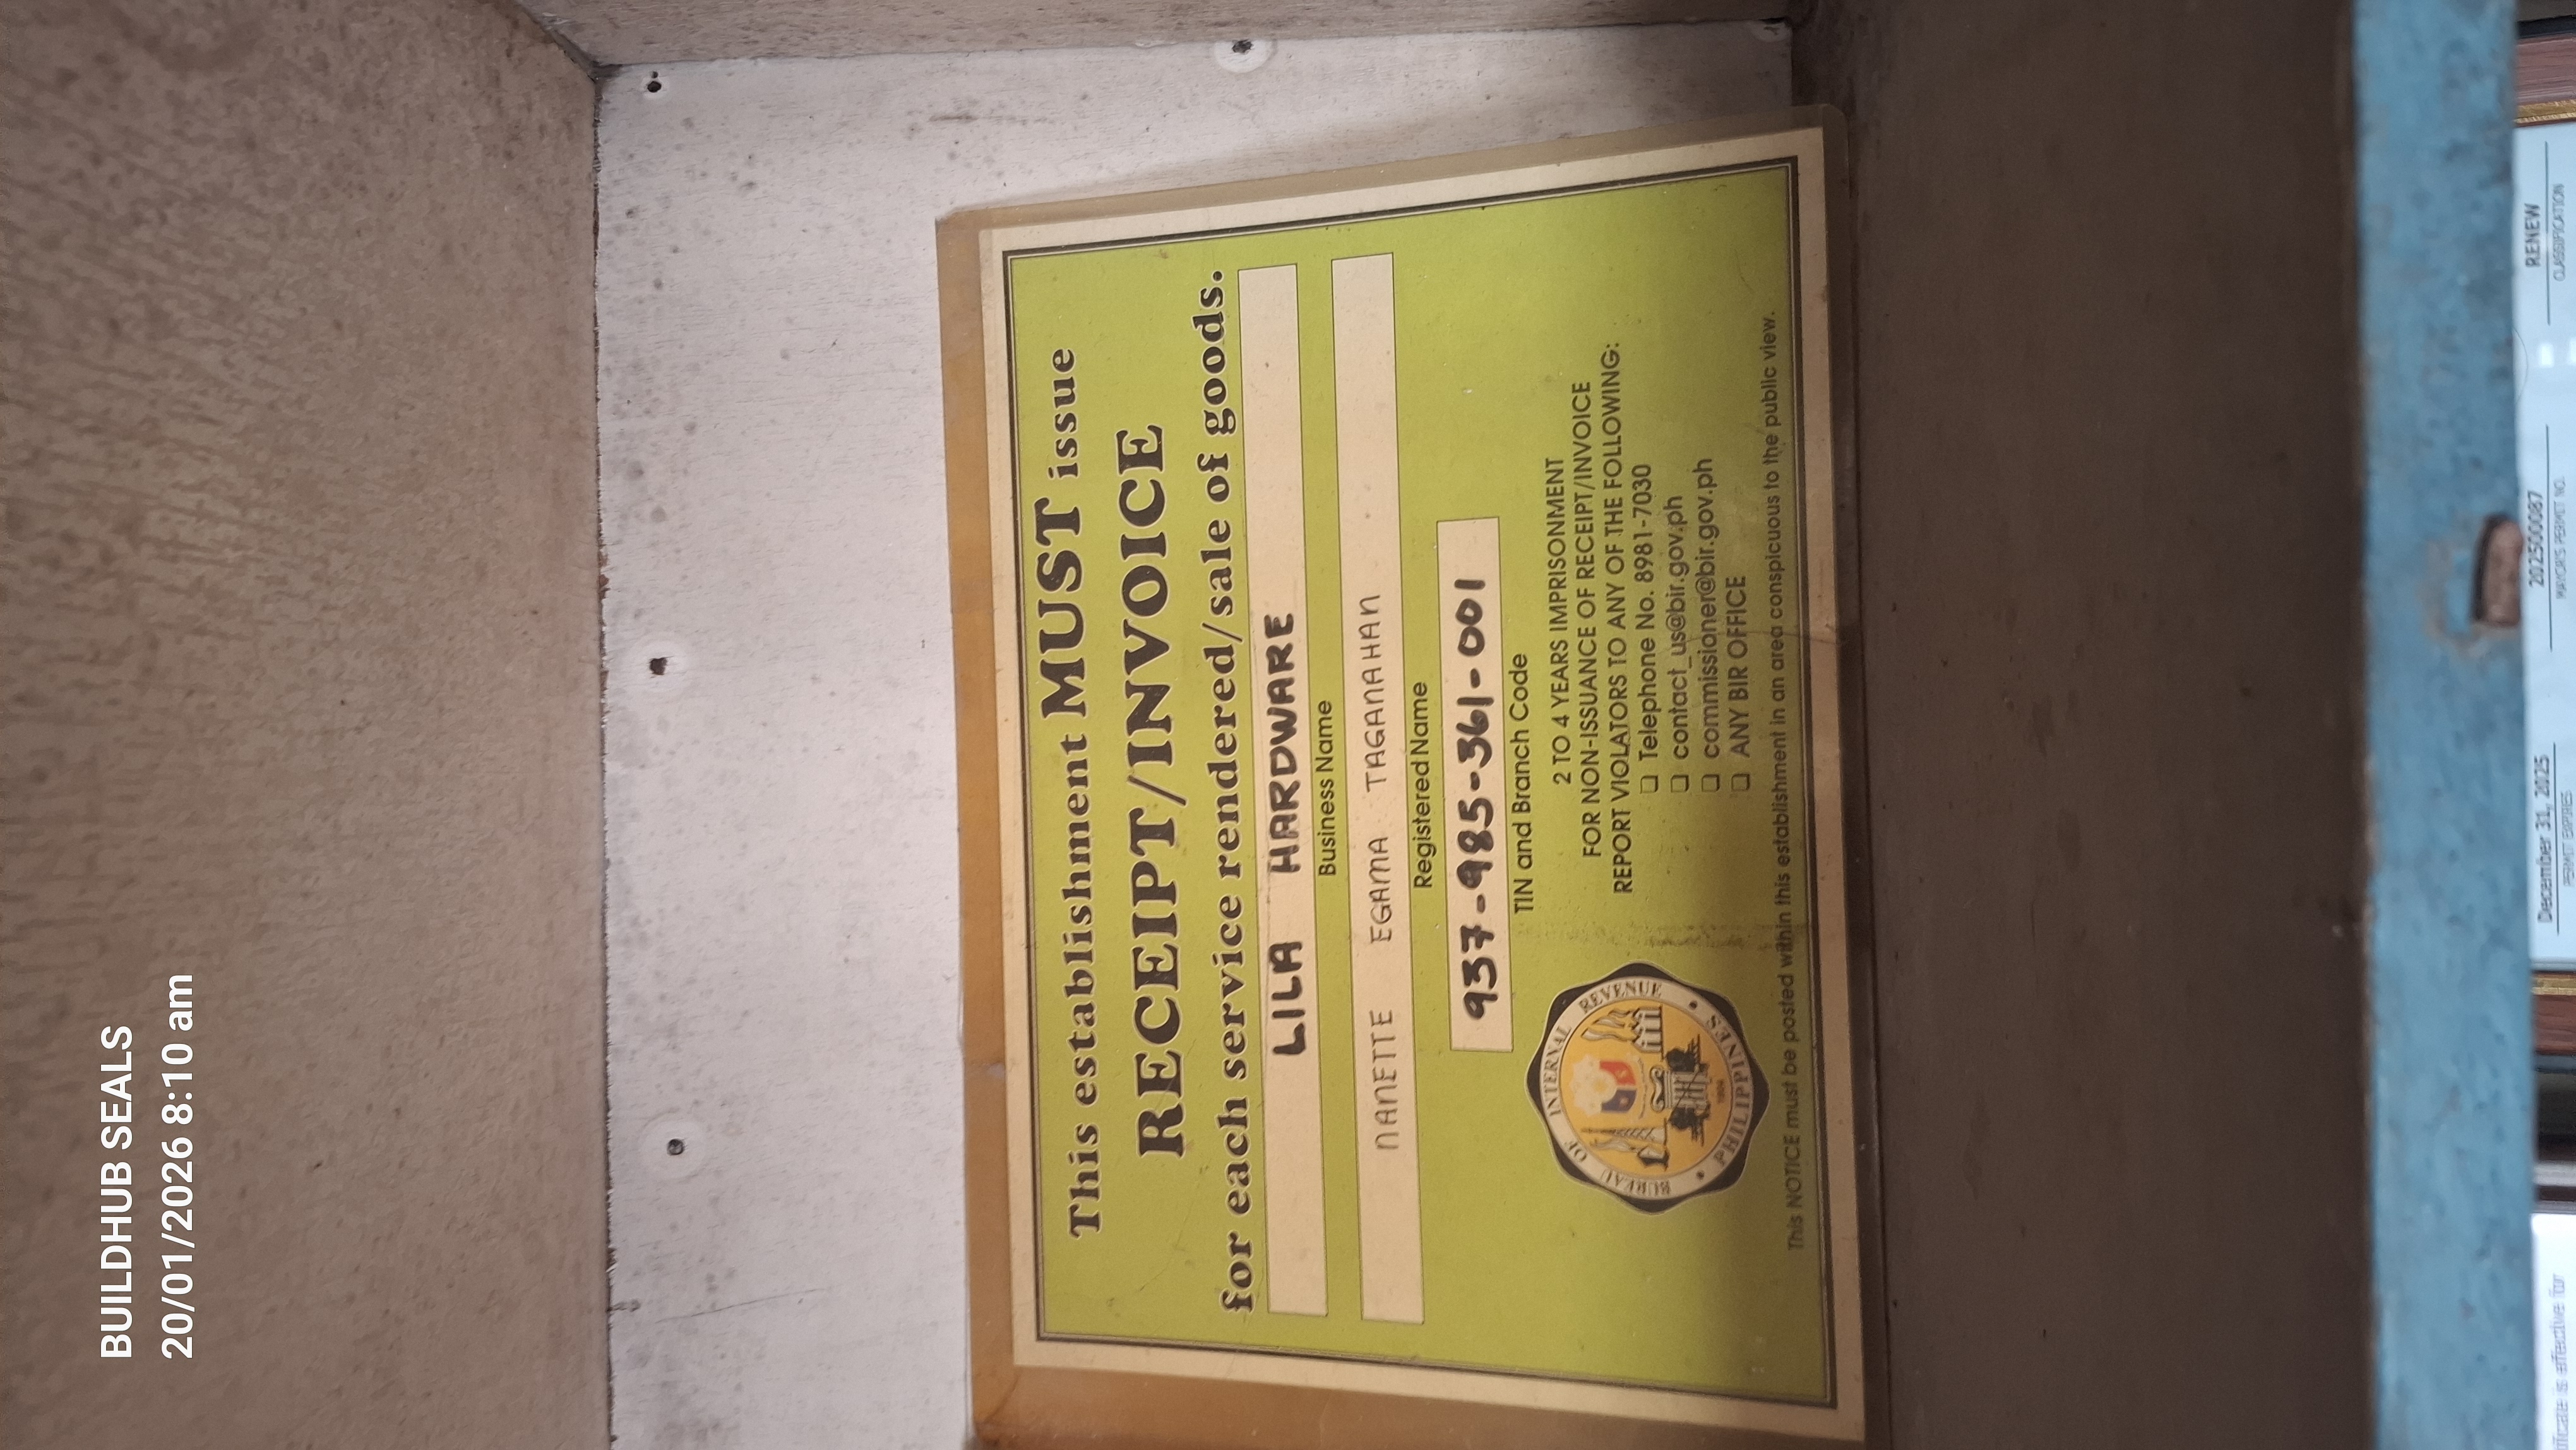 BUILDHUB SEALS
20/01/2026 8:10 am
This establishment MUST issue
RECEIPT/INVOICE
for each service rendered/sale of goods.
LILA HARDWARE
Business Name
NANETTE EGAMA TAGANAHAN
Registered Name
937-985-361-001
TIN and Branch Code
2 TO 4 YEARS IMPRISONMENT
FOR NON-ISSUANCE OF RECEIPT/INVOICE
REPORT VIOLATORS TO ANY OF THE FOLLOWING:
❑ Telephone No. 8981-7030
❑ contact_us@bir.gov.ph
❑ commissioner@bir.gov.ph
❑ ANY BIR OFFICE
BUREAU OF INTERNAL REVENUE
PHILIPPINES
1904
This NOTICE must be posted within this establishment in an area conspicuous to the public view.
December 31, 2025 2025000087 RENEW
PERMIT EXPIRES MAYOR'S PERMIT NO. CLASSIFICATION
is effective for